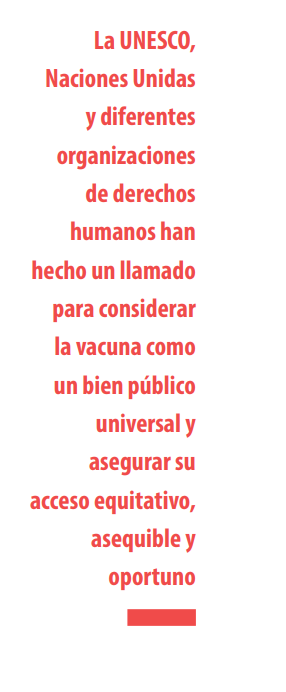 La UNESCO,
Naciones Unidas
y diferentes
organizaciones
de derechos
humanos han
hecho un llamado
para considerar
la vacuna como
un bien público
universal y
asegurar su
acceso equitativo,
asequible y
oportuno